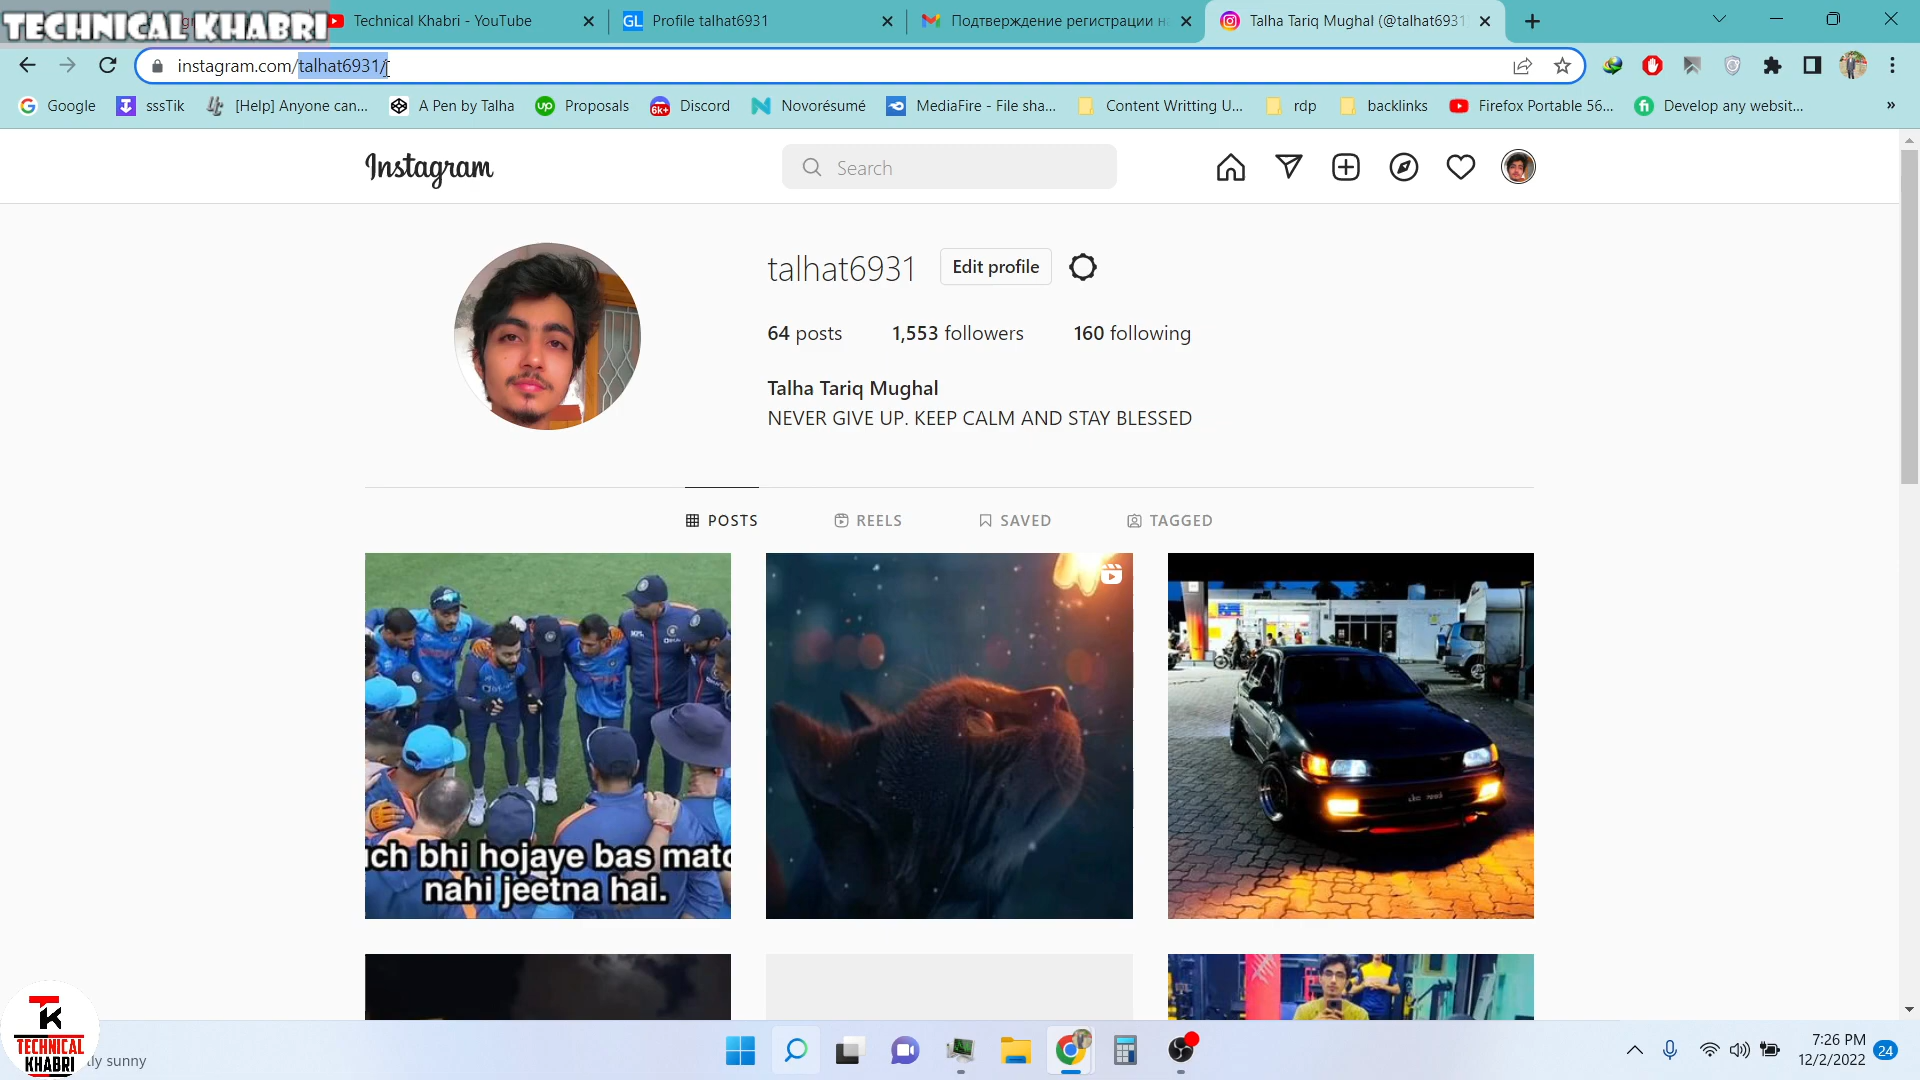 TECHNICAL KHABRI
Technical Khabri - YouTube
Profile talhat6931
Подтверждение регистрации н
Talha Tariq Mughal (@talhat6931
instagram.com/talhat6931/
Google
sssTik
[Help] Anyone can...
A Pen by Talha
Proposals
6k+
Discord
Novorésumé
MediaFire - File sha...
Content Writting U...
rdp
backlinks
Firefox Portable 56...
Develop any websit...
»
Instagram
Search
talhat6931
Edit profile
64 posts
1,553 followers
160 following
Talha Tariq Mughal
NEVER GIVE UP. KEEP CALM AND STAY BLESSED
POSTS
REELS
SAVED
TAGGED
uch bhi hojaye bas matc
nahi jeetna hai.
TK
TECHNICAL
KHABRI
tly sunny
7:26 PM
12/2/2022
24